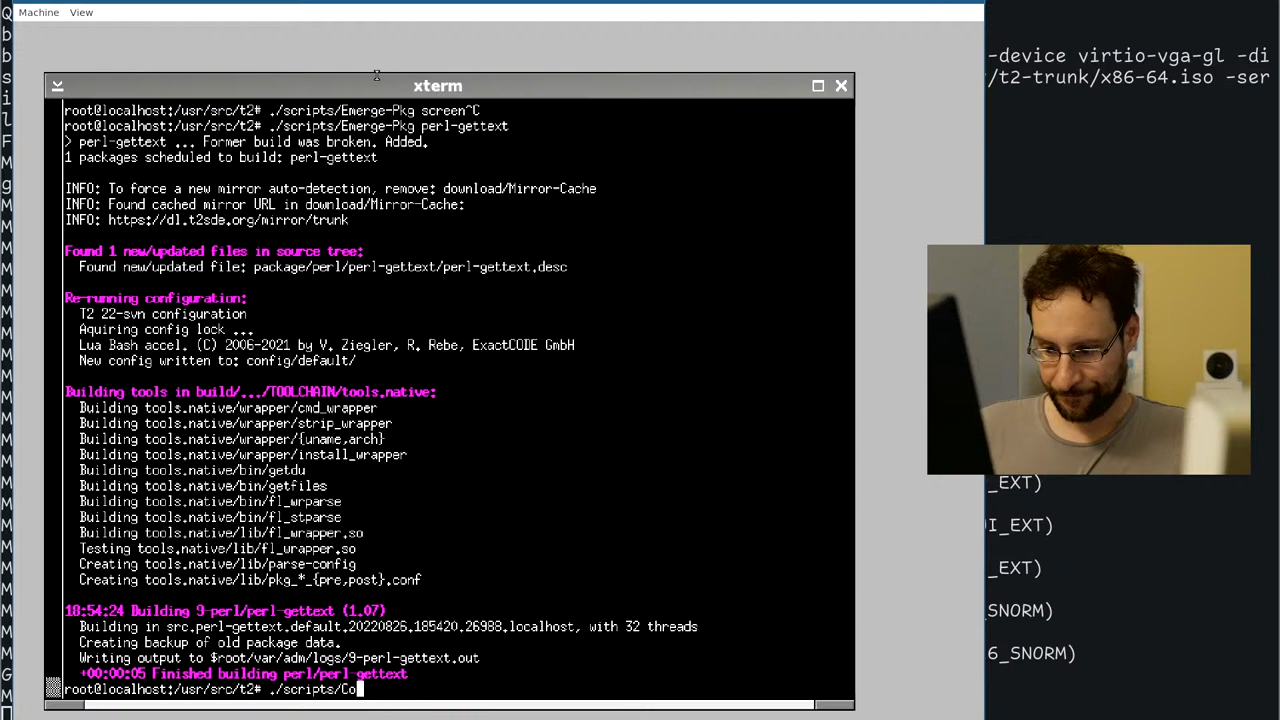 Machine View
-device virtio-vga-gl -di
/t2-trunk/x86-64.iso -ser
xterm
root@localhost:/usr/src/t2# ./scripts/Emerge-Pkg screen^C
root@localhost:/usr/src/t2# ./scripts/Emerge-Pkg perl-gettext
> perl-gettext ... Former build was broken. Added.
1 packages scheduled to build: perl-gettext
INFO: To force a new mirror auto-detection, remove: download/Mirror-Cache
INFO: Found cached mirror URL in download/Mirror-Cache:
INFO: https://dl.t2sde.org/mirror/trunk
Found 1 new/updated files in source tree:
Found new/updated file: package/perl/perl-gettext/perl-gettext.desc
Re-running configuration:
T2 22-svn configuration
Aquiring config lock ...
Lua Bash accel. (C) 2006-2021 by V. Ziegler, R. Rebe, ExactCODE GmbH
New config written to: config/default/
Building tools in build/.../TOOLCHAIN/tools.native:
Building tools.native/wrapper/cmd_wrapper
Building tools.native/wrapper/strip_wrapper
Building tools.native/wrapper/{uname,arch}
Building tools.native/wrapper/install_wrapper
Building tools.native/bin/getdu
Building tools.native/bin/getfiles
Building tools.native/bin/fl_wrparse
Building tools.native/bin/fl_stparse
Building tools.native/lib/fl_wrapper.so
Testing tools.native/lib/fl_wrapper.so
Creating tools.native/lib/parse-config
Creating tools.native/lib/pkg_*_{pre,post}.conf
18:54:24 Building 9-perl/perl-gettext (1.07)
Building in src.perl-gettext.default.20220826.185420.26988.localhost, with 32 threads
Creating backup of old package data.
Writing output to $root/var/adm/logs/9-perl-gettext.out
+00:00:05 Finished building perl/perl-gettext
root@localhost:/usr/src/t2# ./scripts/Co
_EXT)
I_EXT)
_EXT)
SNORM)
6_SNORM)